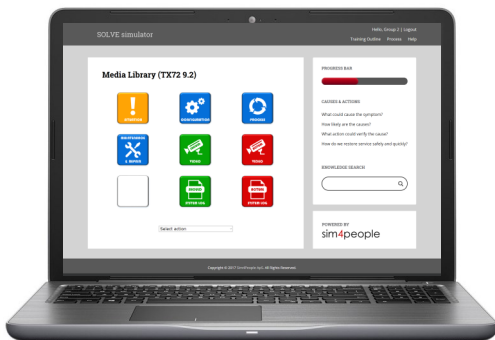 SOLVE simulator
Hello, Group 2 | Logout
Training Outline Process Help
Media Library (TX72 9.2)
SITUATION
CONFIGURATION
PROCESS
MAINTENANCE
& REPAIR
VIDEO
VIDEO
SYSTEM LOG
SYSTEM LOG
Select action
PROGRESS BAR
CAUSES & ACTIONS
What could cause the symptom?
How likely are the causes?
What action could verify the cause?
How do we restore service safely and quickly?
KNOWLEDGE SEARCH
POWERED BY
sim4people
Copyright © 2017 Sim4People ApS. All Rights Reserved.